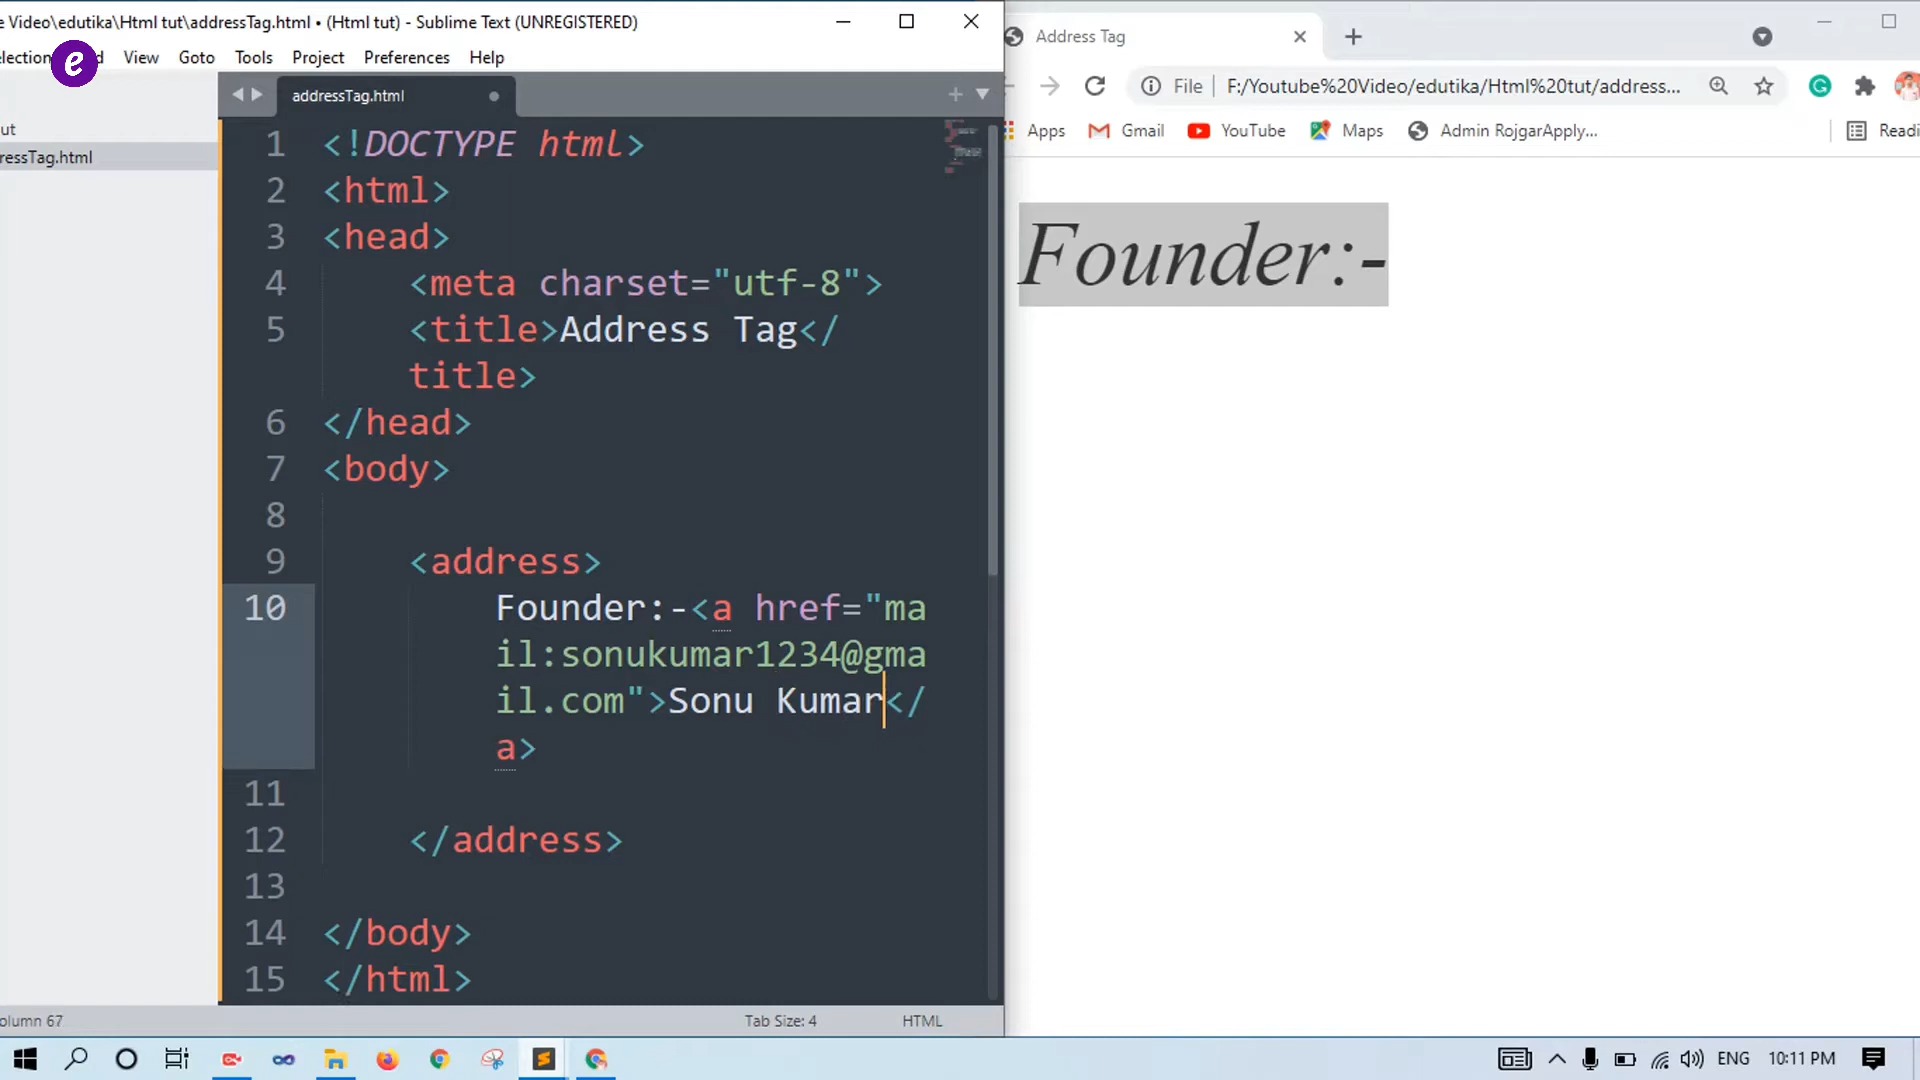 e Video\edutika\Html tut\addressTag.html • (Html tut) - Sublime Text (UNREGISTERED)
election
e
d
View
Goto
Tools
Project
Preferences
Help
ut
ressTag.html
addressTag.html
1 <!DOCTYPE html>
2 <html>
3 <head>
4 <meta charset="utf-8">
5 <title>Address Tag</
title>
6 </head>
7 <body>
8
9 <address>
10 Founder:-<a href="ma
il:sonukumar1234@gma
il.com">Sonu Kumar</
a>
11
12 </address>
13
14 </body>
15 </html>
olumn 67
Tab Size: 4
HTML
Address Tag
File
F:/Youtube%20Video/edutika/Html%20tut/address...
Apps
Gmail
YouTube
Maps
Admin RojgarApply...
Readi
Founder:-
ENG
10:11 PM